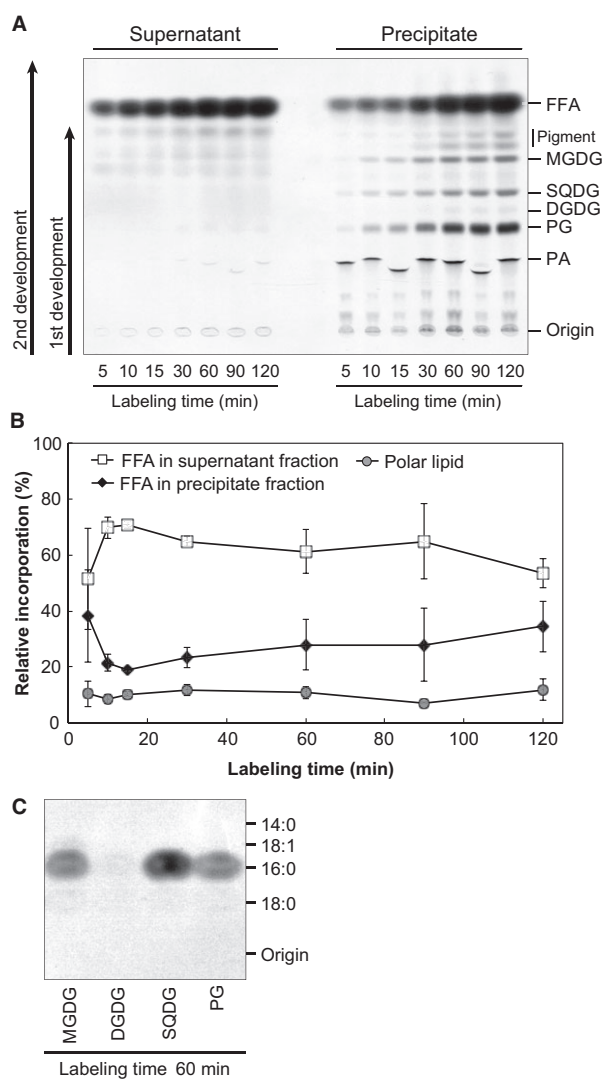 A
Supernatant
Precipitate
2nd development
1st development
FFA
Pigment
MGDG
SQDG
DGDG
PG
PA
Origin
5 10 15 30 60 90 120
5 10 15 30 60 90 120
Labeling time (min)
Labeling time (min)
B
Relative incorporation (%)
100
80
60
40
20
0
FFA in supernatant fraction
Polar lipid
FFA in precipitate fraction
0 20 40 60 80 100 120
Labeling time (min)
C
14:0
18:1
16:0
18:0
Origin
MGDG
DGDG
SQDG
PG
Labeling time 60 min